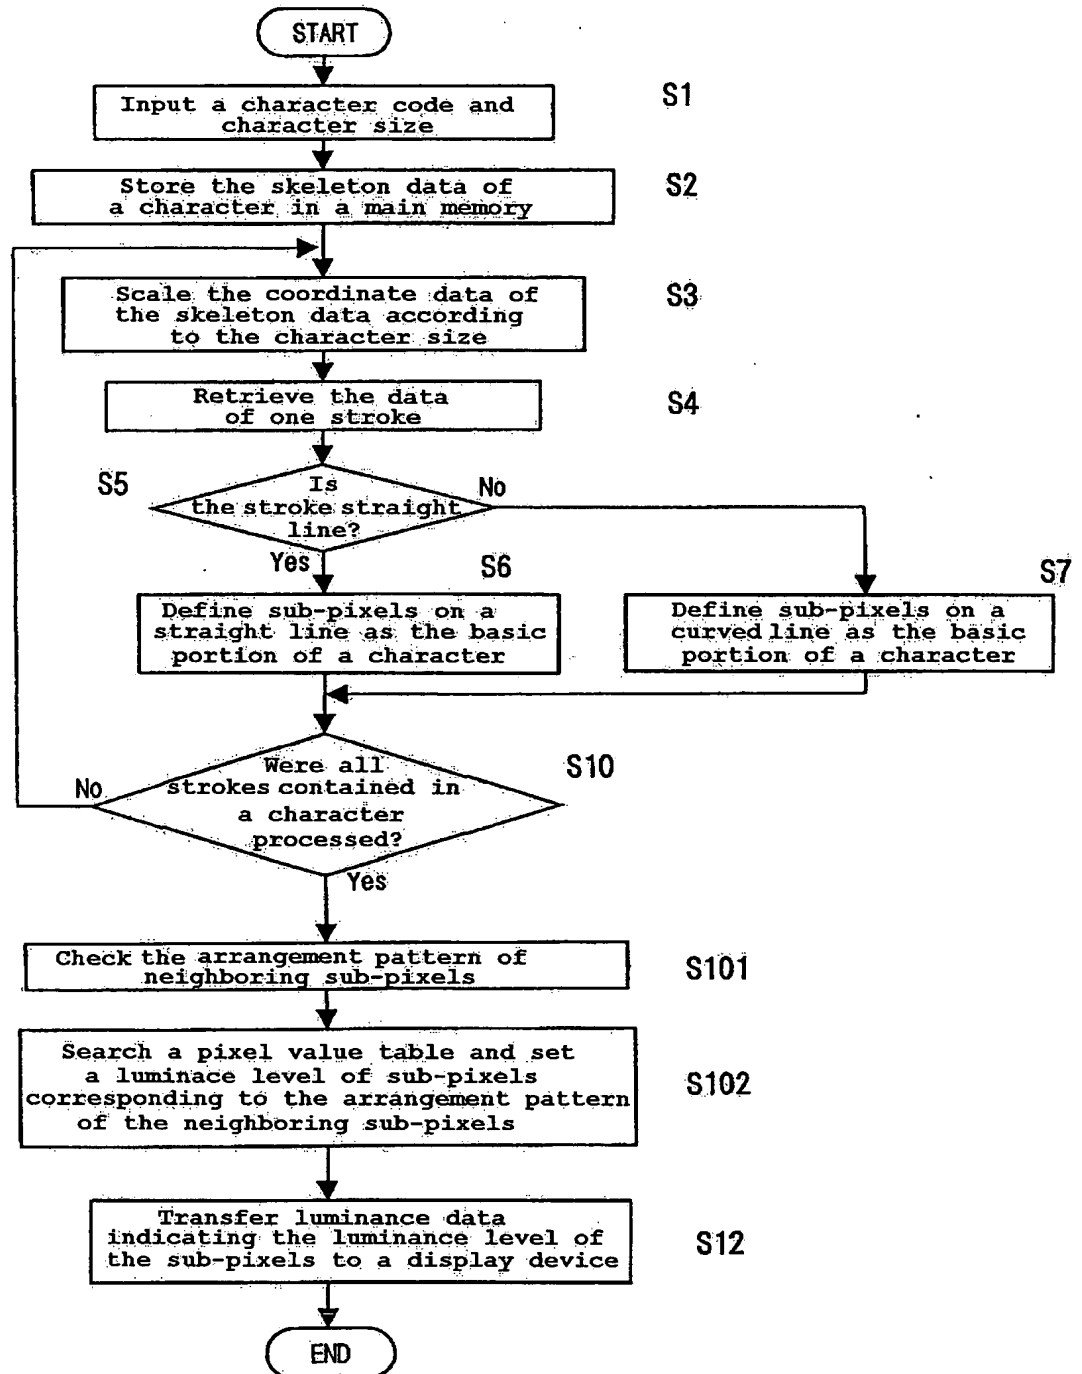 START
S1
Input a character code and
character size
S2
Store the skeleton data of
a character in a main memory
S3
Scale the coordinate data of
the skeleton data according
to the character size
S4
Retrieve the data
of one stroke
S5
Is
the stroke straight
line?
No
Yes
S6
S7
Define sub-pixels on a
straight line as the basic
portion of a character
Define sub-pixels on a
curved line as the basic
portion of a character
S10
Were all
strokes contained in
a character
processed?
No
Yes
S101
Check the arrangement pattern of
neighboring sub-pixels
S102
Search a pixel value table and set
a luminace level of sub-pixels
corresponding to the arrangement pattern
of the neighboring sub-pixels
S12
Transfer luminance data
indicating the luminance level of
the sub-pixels to a display device
END